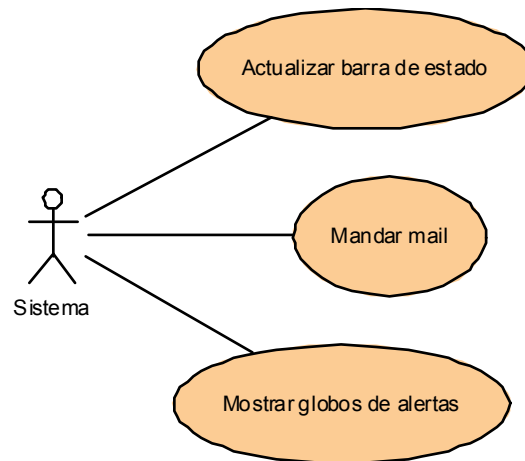 Actualizar barra de estado
Mandar mail
Sistema
Mostrar globos de alertas